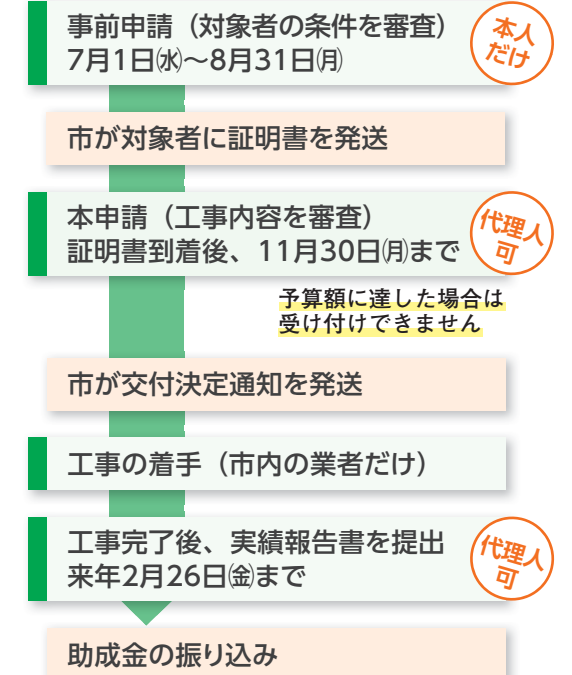 事前申請（対象者の条件を審査）
7月1日㈬～8月31日㈪
本人
だけ
市が対象者に証明書を発送
本申請（工事内容を審査）
証明書到着後、11月30日㈪まで
代理人
可
予算額に達した場合は
受け付けできません
市が交付決定通知を発送
工事の着手（市内の業者だけ）
工事完了後、実績報告書を提出
来年2月26日㈮まで
代理人
可
助成金の振り込み